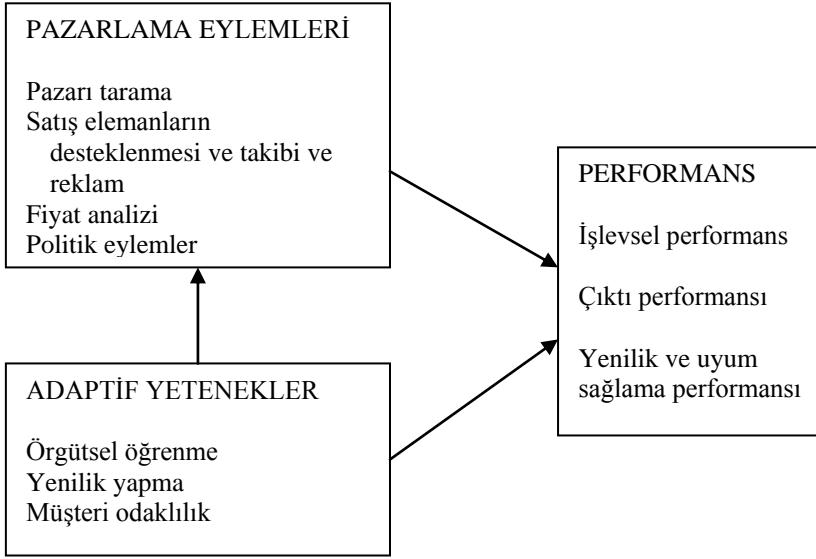 PAZARLAMA EYLEMLERİ
Pazarı tarama
Satış elemanların
desteklenmesi ve takibi ve
reklam
Fiyat analizi
Politik eylemler
ADAPTİF YETENEKLER
Örgütsel öğrenme
Yenilik yapma
Müşteri odaklılık
PERFORMANS
İşlevsel performans
Çıktı performansı
Yenilik ve uyum
sağlama performansı